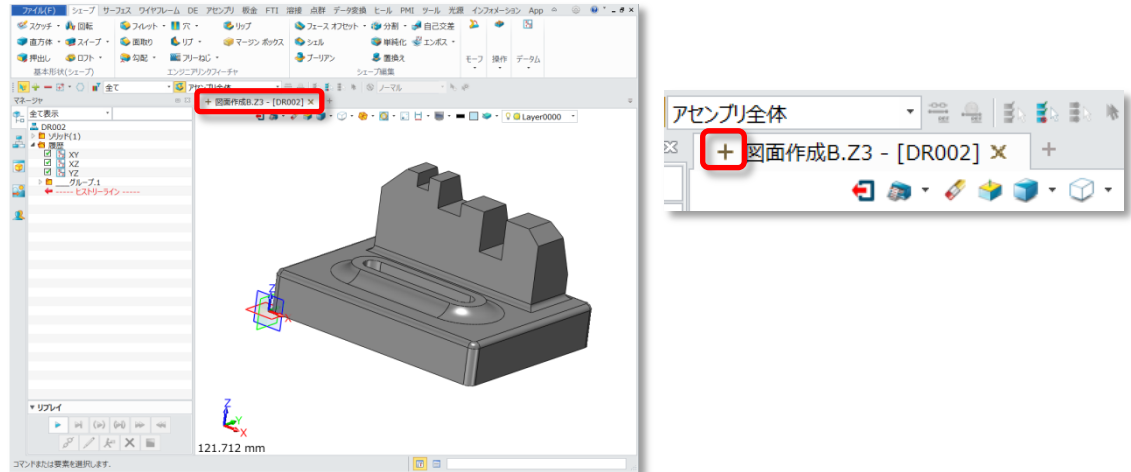 ファイル(F) シェープ サーフェス ワイヤフレーム DE アセンブリ 板金 FTI 溶接 点群 データ変換 ヒール PMI ツール 光源 インフォメーション App
スケッチ 回転 フィレット 穴 リップ フェース オフセット 分割 自己交差
直方体 スイープ 面取り リブ マージン ボックス シェル 単純化 エンボス
押出し ロフト 勾配 フリーねじ ブーリアン 置換え モーフ 操作 データム
基本形状(シェープ) エンジニアリングフィーチャ シェープ編集
全て アセンブリ全体 ノーマル
マネージャ
+ 図面作成B.Z3 - [DR002] × +
全て表示
Layer0000
DR002
ソリッド(1)
履歴
XY
XZ
YZ
___グループ.1
----- ヒストリーライン -----
Z
X
リプレイ
Z
Y
X
121.712 mm
コマンドまたは要素を選択します.
アセンブリ全体
+ 図面作成B.Z3 - [DR002] × +